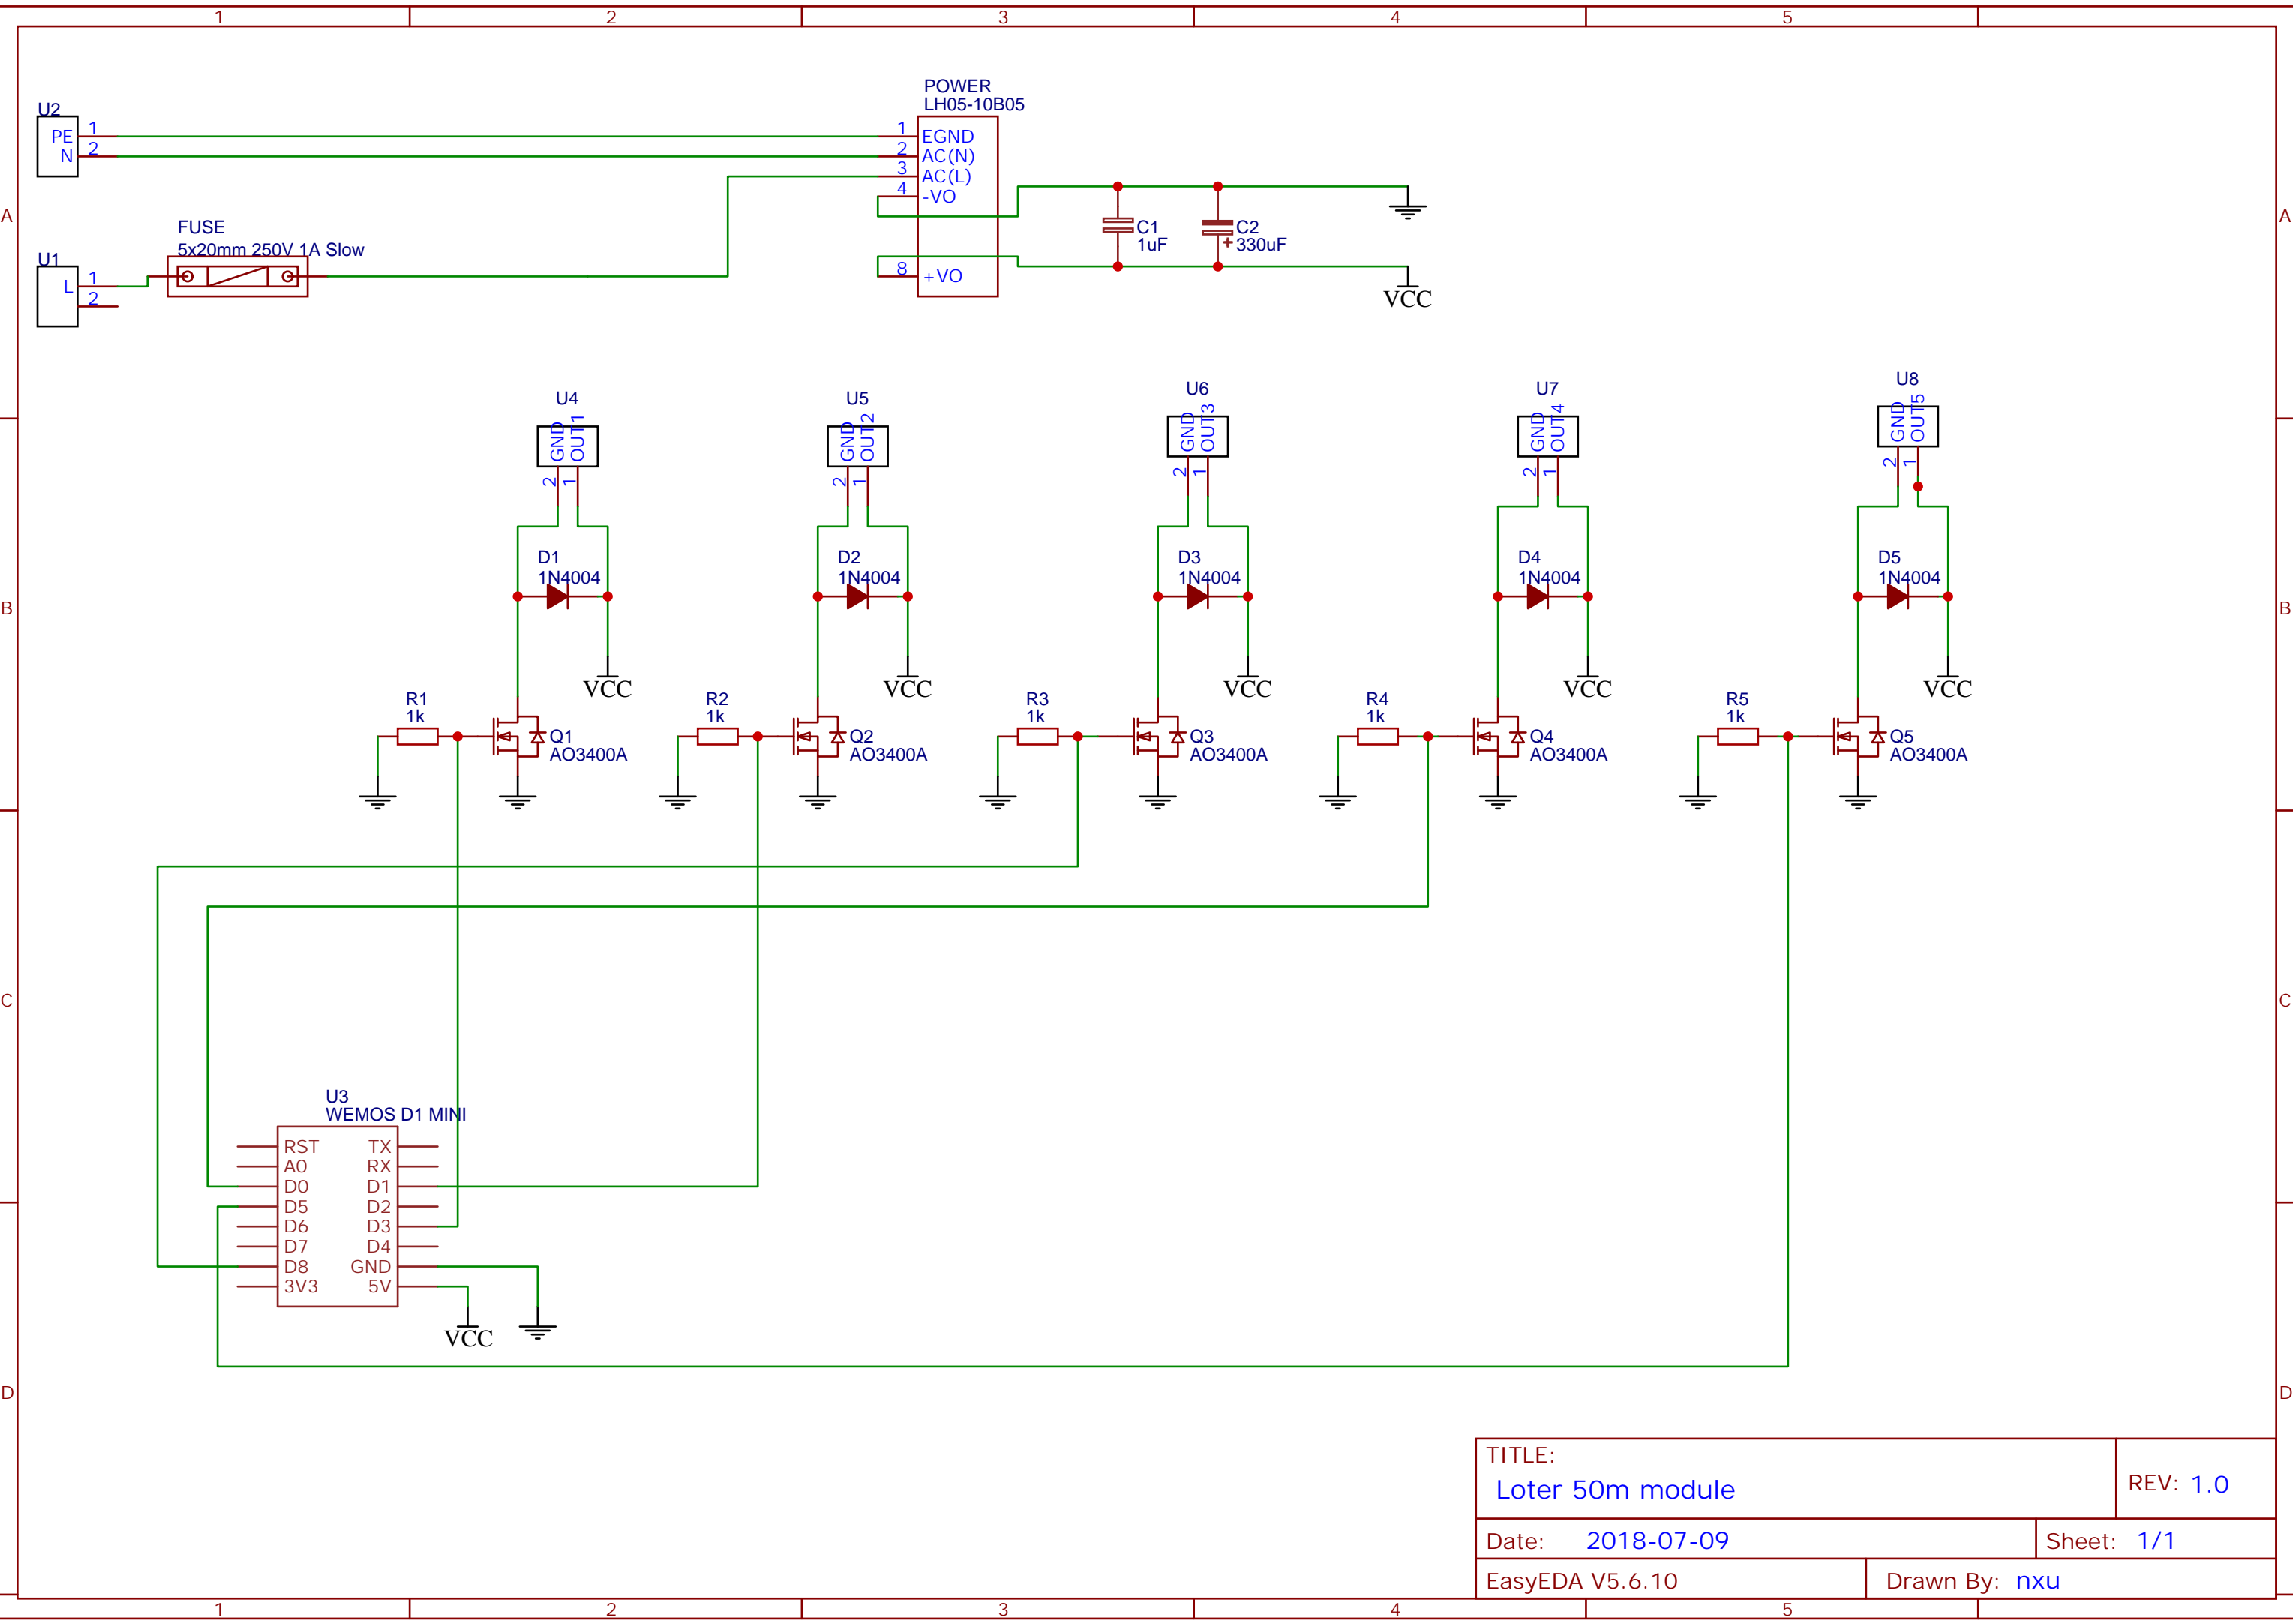 1 2 3 4 5
A A
B B
C C
D D
U2
PE 1
N 2
U1
L 1
2
FUSE
5x20mm 250V 1A Slow
POWER
LH05-10B05
1 EGND
2 AC(N)
3 AC(L)
4 -VO
8 +VO
C1
1uF
C2
+ 330uF
VCC
U4
GND
OUT1
2 1
D1
1N4004
VCC
R1
1k
Q1
AO3400A
U5
GND
OUT2
2 1
D2
1N4004
VCC
R2
1k
Q2
AO3400A
U6
GND
OUT3
2 1
D3
1N4004
VCC
R3
1k
Q3
AO3400A
U7
GND
OUT4
2 1
D4
1N4004
VCC
R4
1k
Q4
AO3400A
U8
GND
OUT5
2 1
D5
1N4004
VCC
R5
1k
Q5
AO3400A
U3
WEMOS D1 MINI
RST TX
A0 RX
D0 D1
D5 D2
D6 D3
D7 D4
D8 GND
3V3 5V
VCC
TITLE:
Loter 50m module
REV: 1.0
Date: 2018-07-09
Sheet: 1/1
EasyEDA V5.6.10
Drawn By: nxu
1 2 3 4 5